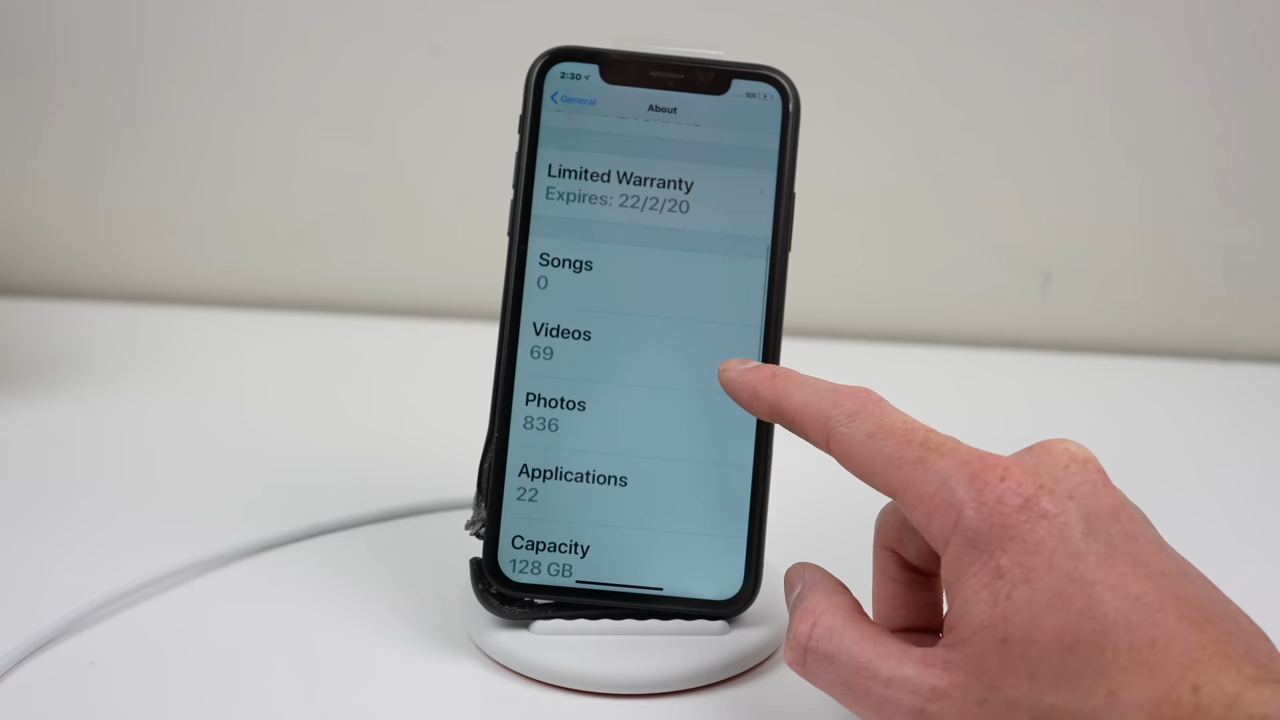 2:30
SOS
General
About
Limited Warranty
Expires: 22/2/20
Songs
0
Videos
69
Photos
836
Applications
22
Capacity
128 GB